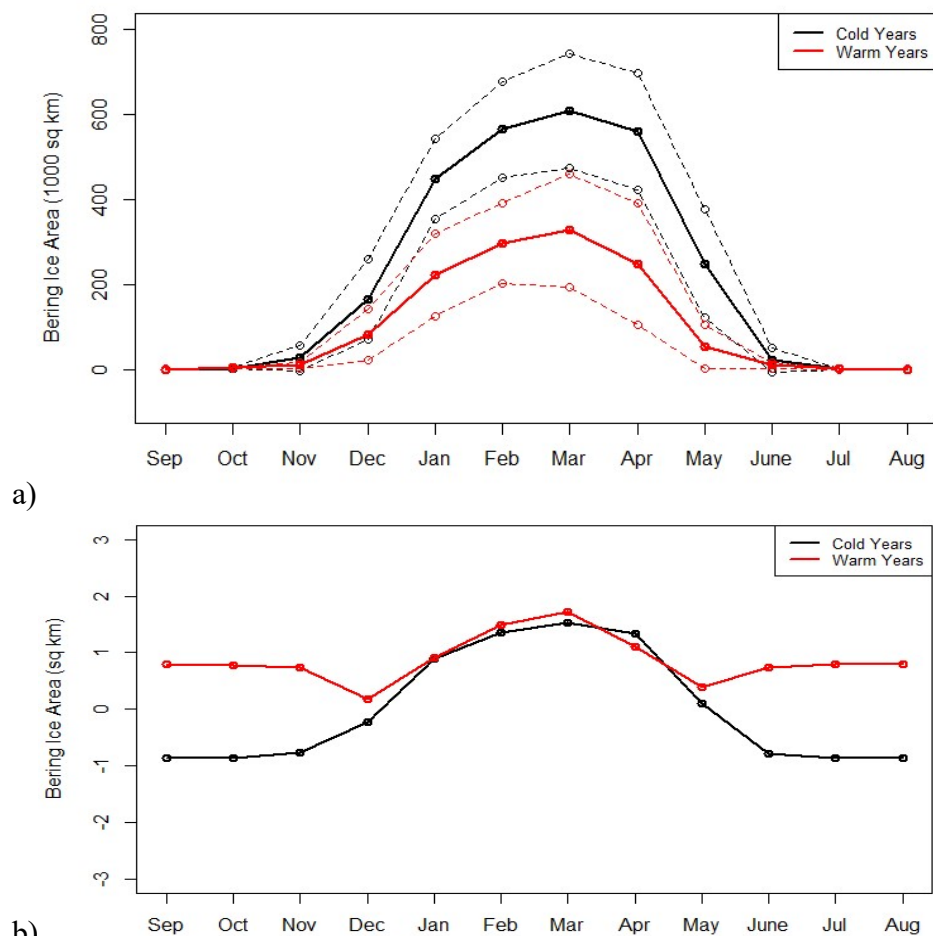 800
600
400
200
0
Bering Ice Area (1000 sq km)
Cold Years
Warm Years
Sep Oct Nov Dec Jan Feb Mar Apr May June Jul Aug
a)
3
2
1
0
-1
-2
-3
Bering Ice Area (sq km)
Cold Years
Warm Years
Sep Oct Nov Dec Jan Feb Mar Apr May Jun Jul Aug
b)